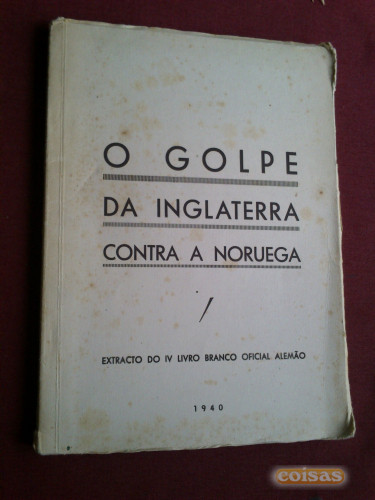 O GOLPE
DA INGLATERRA
CONTRA A NORUEGA
EXTRACTO DO IV LIVRO BRANCO OFICIAL ALEMÃO
1940
coisas